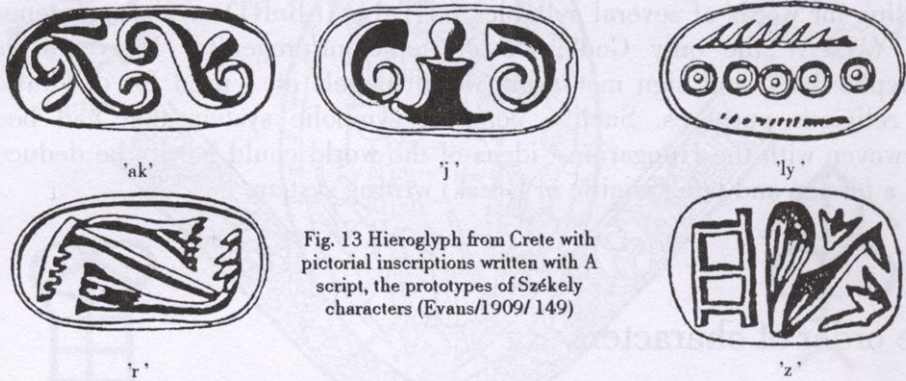 'ak'
'j'
'ly'
Fig. 13 Hieroglyph from Crete with
pictorial inscriptions written with A
script, the prototypes of Székely
characters (Evans/1909/ 149)
'r'
'z'